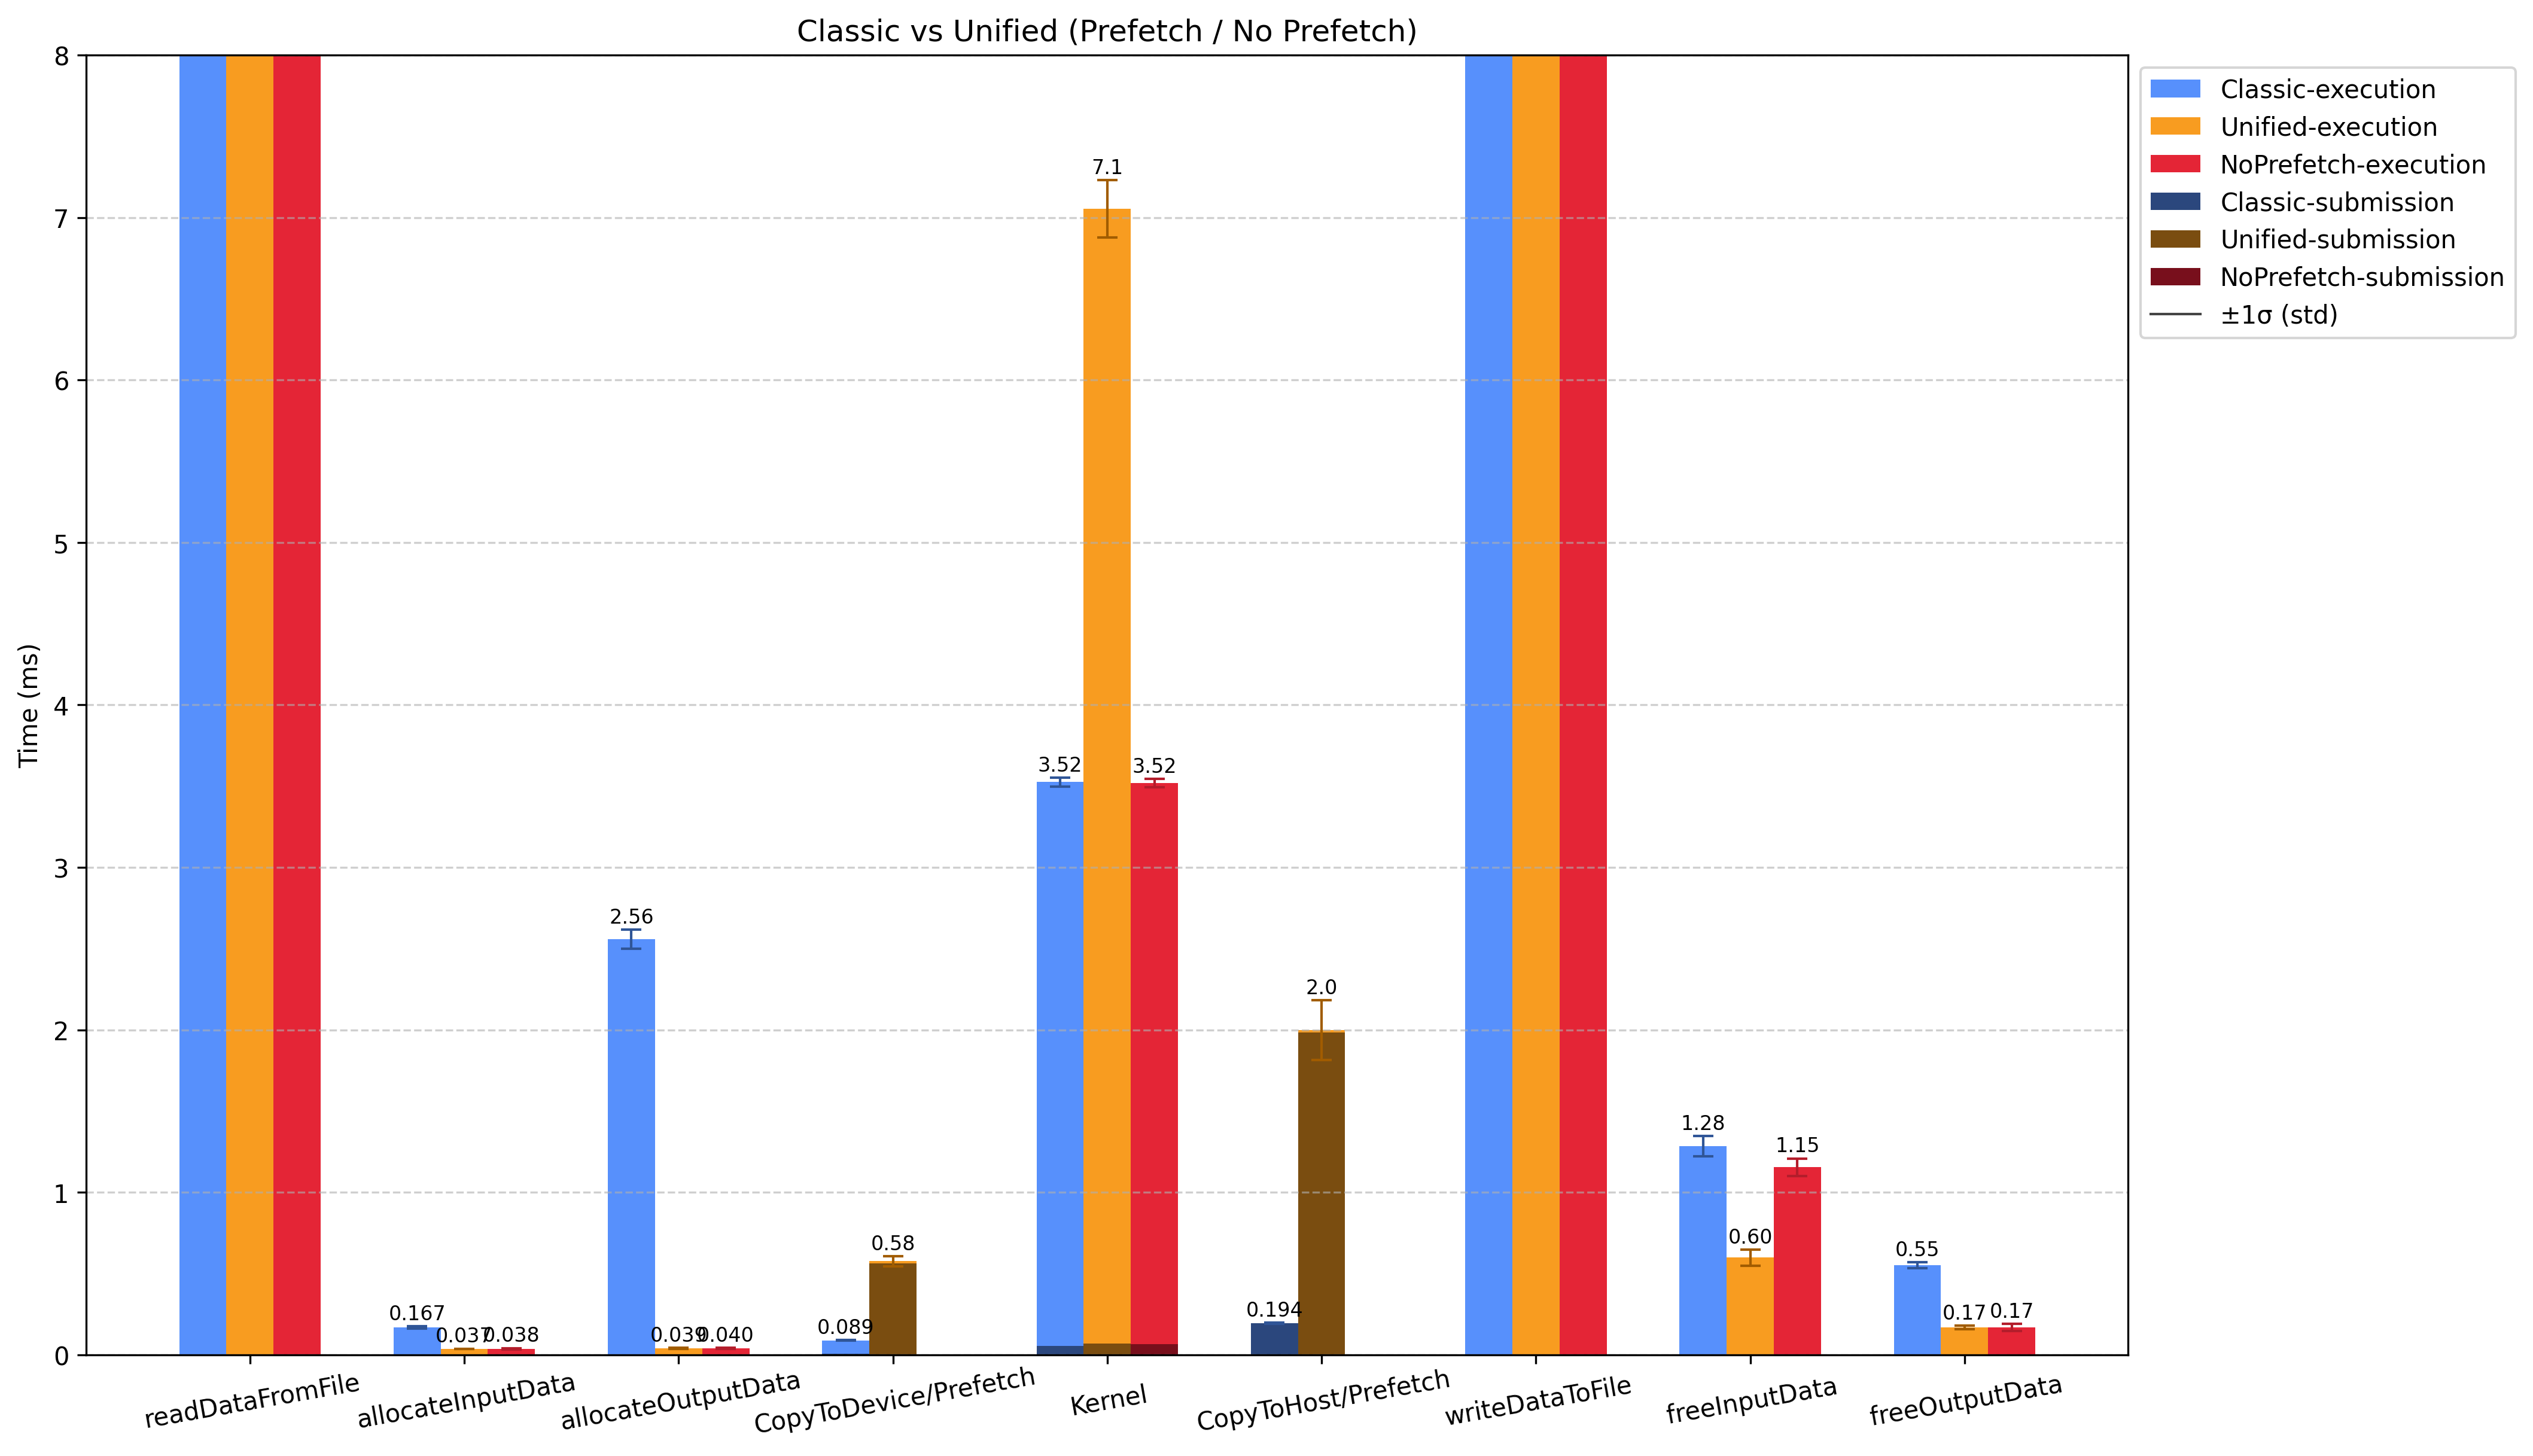 Classic vs Unified (Prefetch / No Prefetch)
Time (ms)
8
7
6
5
4
3
2
1
0
0.167
0.037
0.038
2.56
0.039
0.040
0.089
0.58
3.52
7.1
3.52
0.194
2.0
1.28
0.60
1.15
0.55
0.17
0.17
readDataFromFile
allocateInputData
allocateOutputData
CopyToDevice/Prefetch
Kernel
CopyToHost/Prefetch
writeDataToFile
freeInputData
freeOutputData
Classic-execution
Unified-execution
NoPrefetch-execution
Classic-submission
Unified-submission
NoPrefetch-submission
±1σ (std)